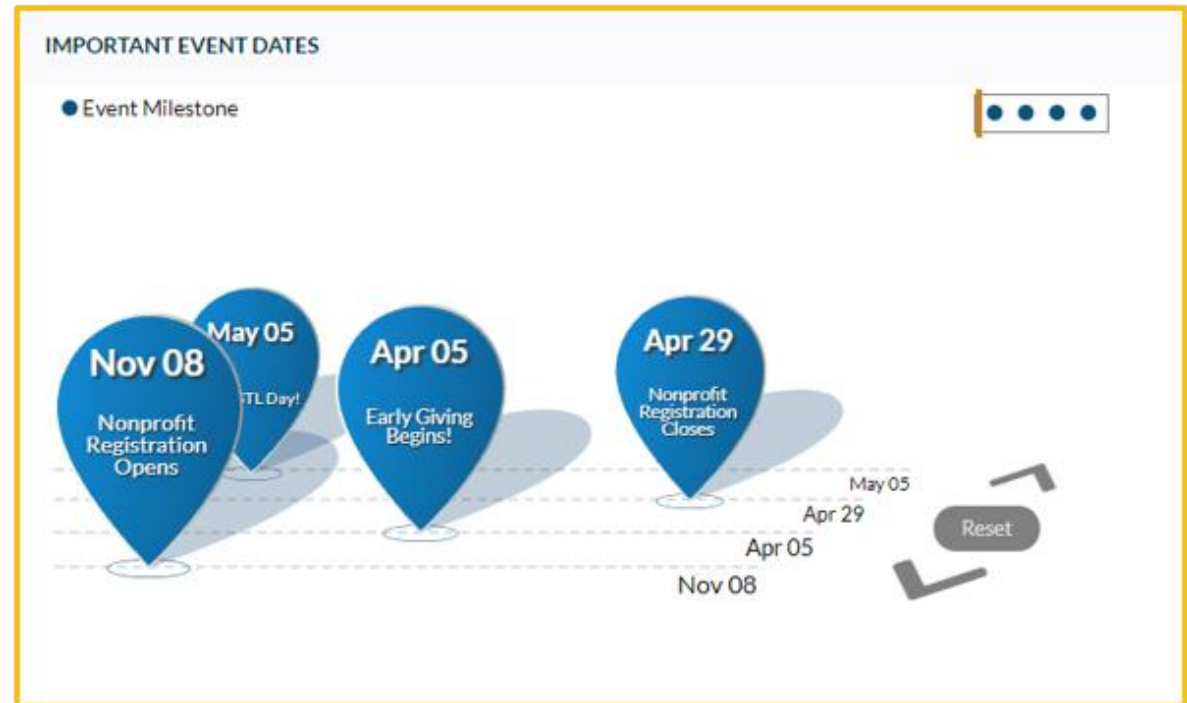 IMPORTANT EVENT DATES
Event Milestone
Nov 08
Nonprofit
Registration
Opens
May 05
Day!
Apr 05
Early Giving
Begins!
Apr 29
Nonprofit
Registration
Closes
May 05
Apr 29
Apr 05
Nov 08
Reset